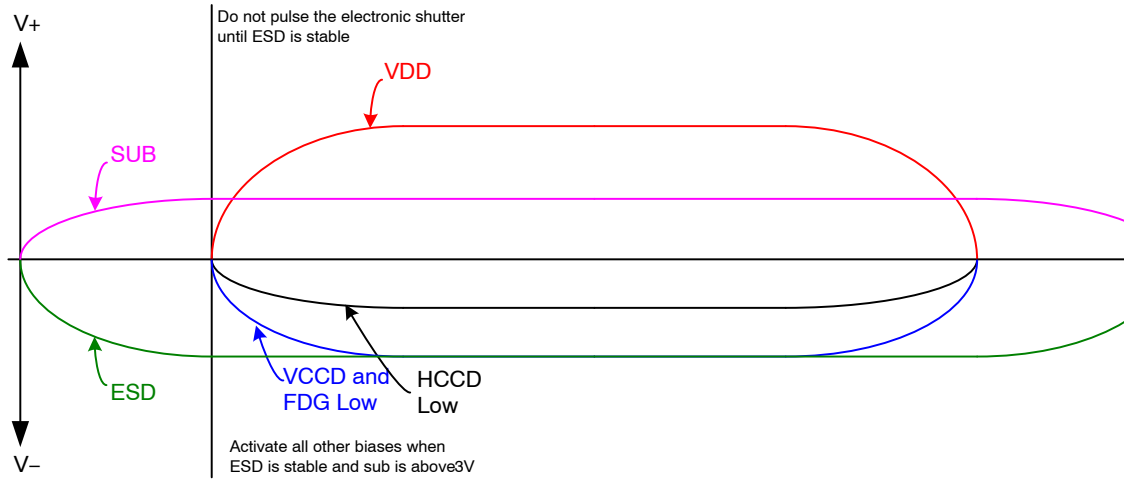 V+
Do not pulse the electronic shutter
until ESD is stable
VDD
SUB
ESD
VCCD and
FDG Low
HCCD
Low
V−
Activate all other biases when
ESD is stable and sub is above3V